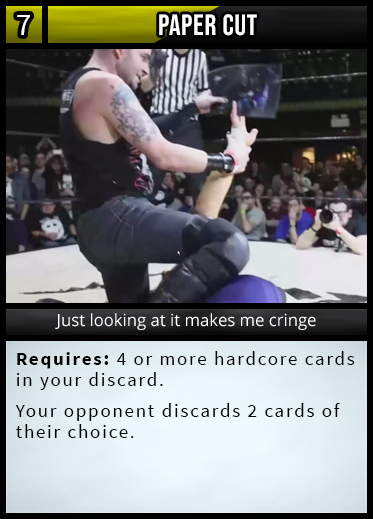 7
PAPER CUT
Just looking at it makes me cringe
Requires: 4 or more hardcore cards
in your discard.
Your opponent discards 2 cards of
their choice.